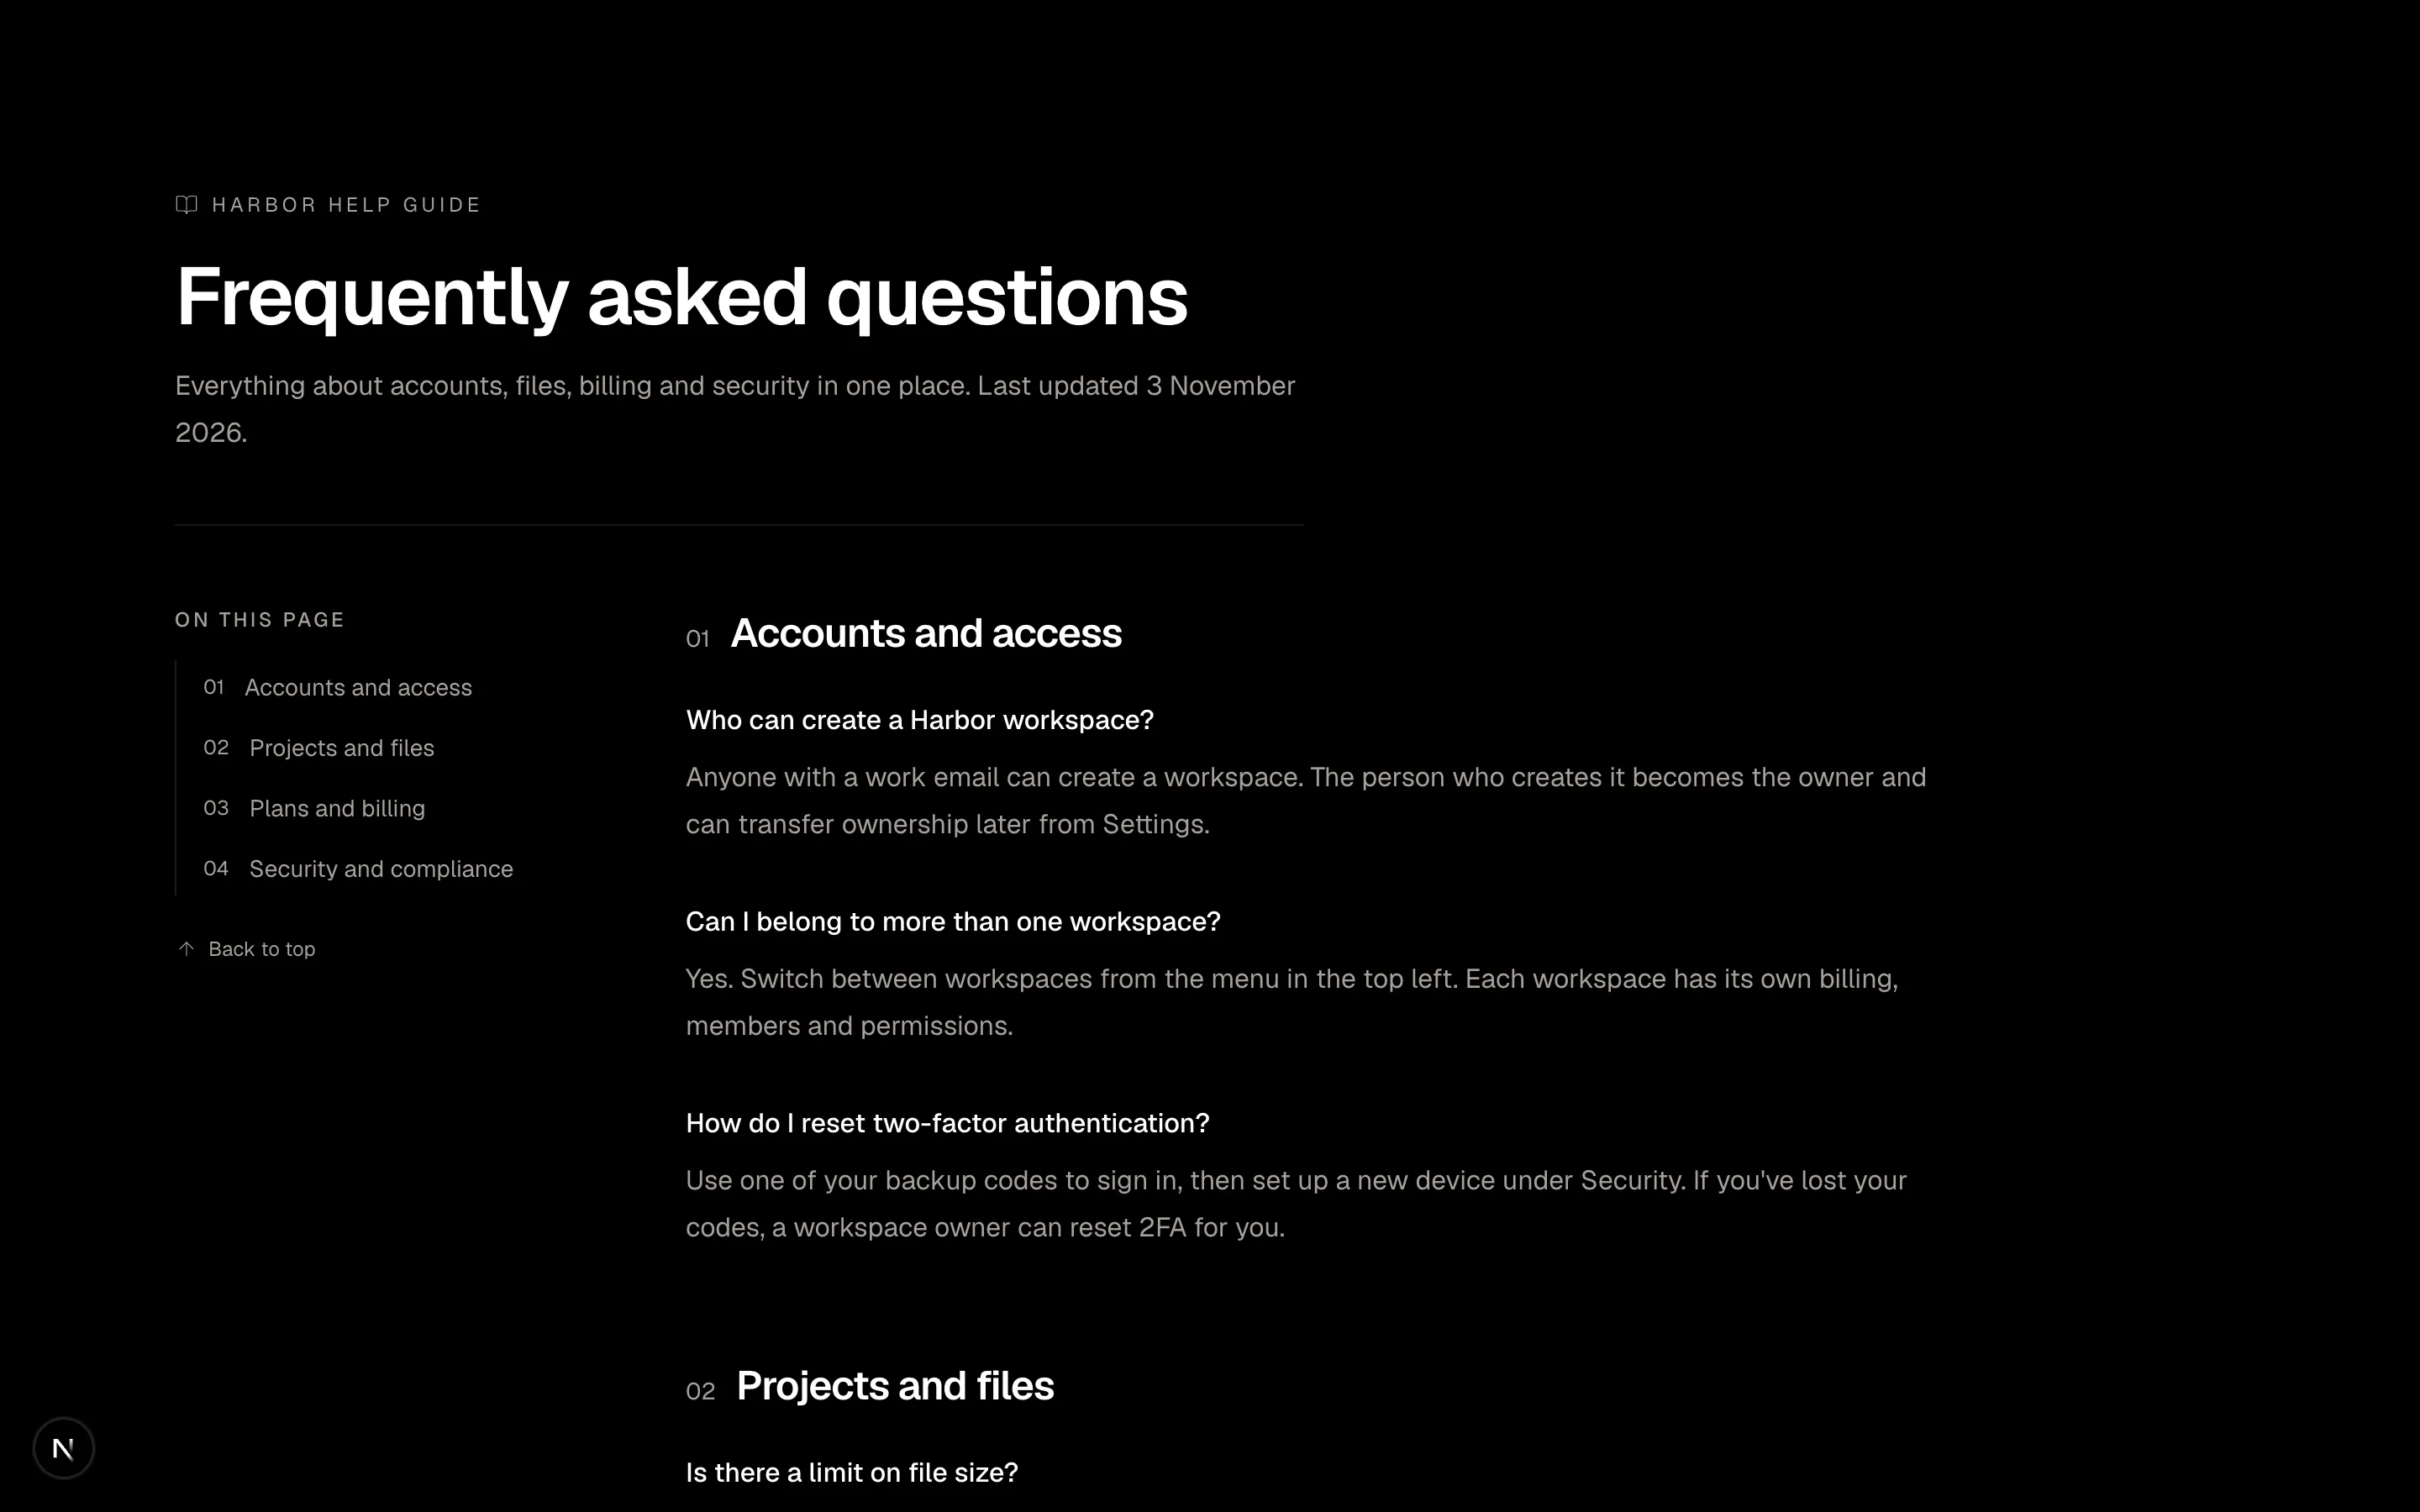 HARBOR HELP GUIDE
Frequently asked questions
Everything about accounts, files, billing and security in one place. Last updated 3 November
2026.
ON THIS PAGE
01 Accounts and access
02 Projects and files
03 Plans and billing
04 Security and compliance
Back to top
01 Accounts and access
Who can create a Harbor workspace?
Anyone with a work email can create a workspace. The person who creates it becomes the owner and
can transfer ownership later from Settings.
Can I belong to more than one workspace?
Yes. Switch between workspaces from the menu in the top left. Each workspace has its own billing,
members and permissions.
How do I reset two-factor authentication?
Use one of your backup codes to sign in, then set up a new device under Security. If you've lost your
codes, a workspace owner can reset 2FA for you.
02 Projects and files
Is there a limit on file size?
N